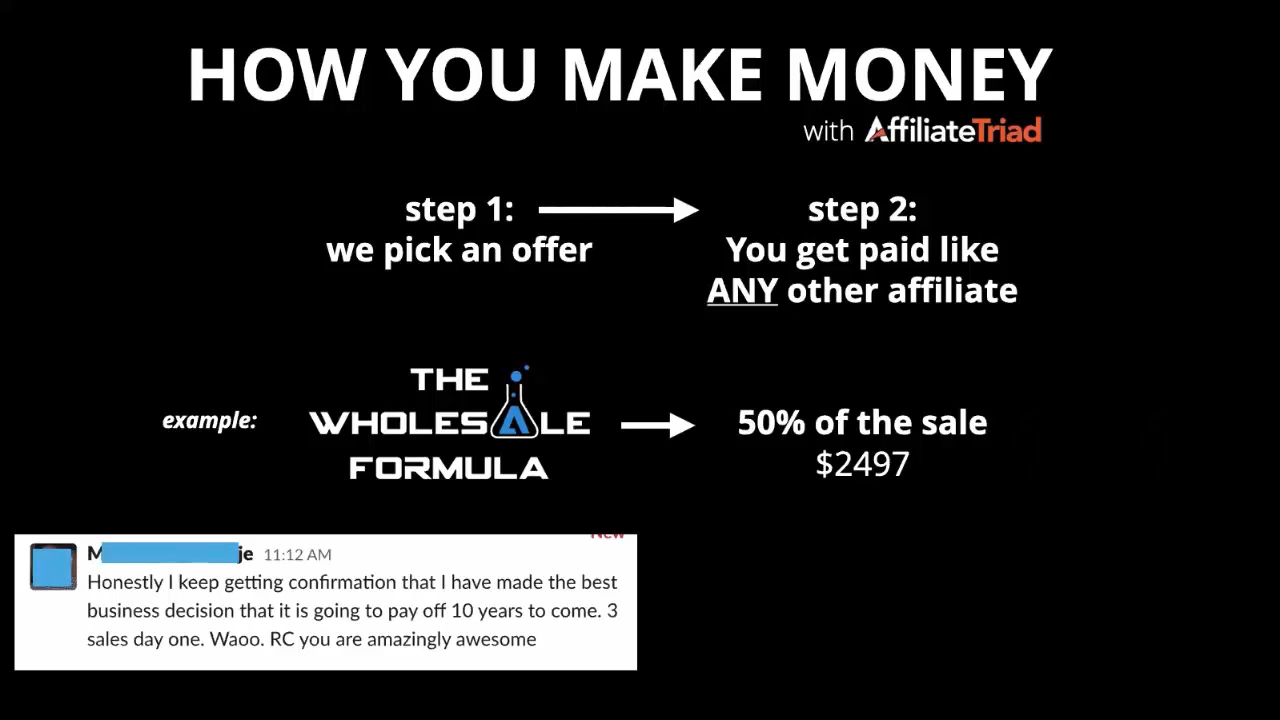 HOW YOU MAKE MONEY
with AffiliateTriad
step 1:
we pick an offer
step 2:
You get paid like
ANY other affiliate
example:
THE
WHOLESALE
FORMULA
50% of the sale
$2497
New
M je 11:12 AM
Honestly I keep getting confirmation that I have made the best
business decision that it is going to pay off 10 years to come. 3
sales day one. Waoo. RC you are amazingly awesome